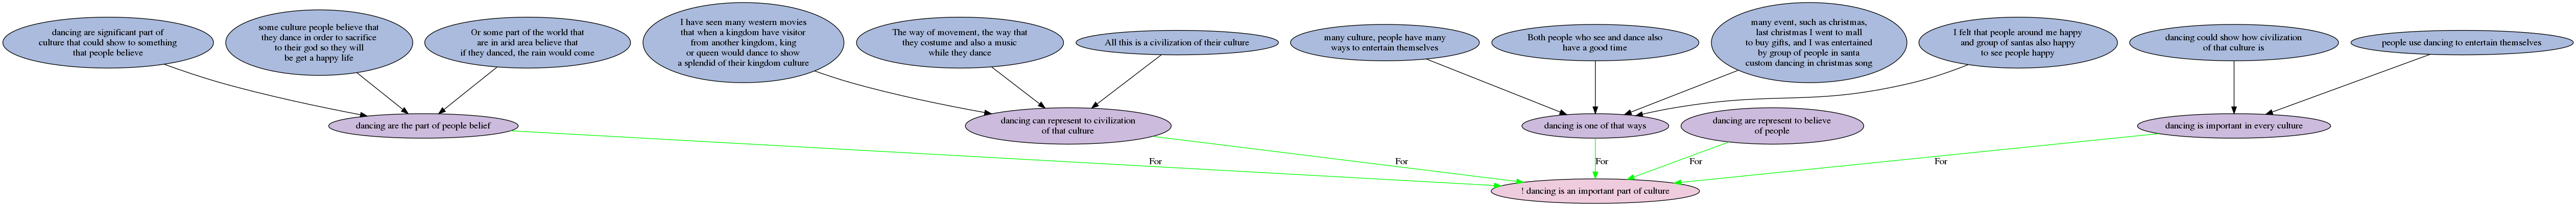 dancing are significant part of
culture that could show to something
that people believe
some culture people believe that
they dance in order to sacrifice
to their god so they will
be get a happy life
Or some part of the world that
are in arid area believe that
if they danced, the rain would come
I have seen many western movies
that when a kingdom have visitor
from another kingdom, king
or queen would dance to show
a splendid of their kingdom culture
The way of movement, the way that
they costume and also a music
while they dance
All this is a civilization of their culture
many culture, people have many
ways to entertain themselves
Both people who see and dance also
have a good time
many event, such as christmas,
last christmas I went to mall
to buy gifts, and I was entertained
by group of people in santa
custom dancing in christmas song
I felt that people around me happy
and group of santas also happy
to see people happy
dancing could show how civilization
of that culture is
people use dancing to entertain themselves
dancing are the part of people belief
dancing can represent to civilization
of that culture
dancing is one of that ways
dancing are represent to believe
of people
dancing is important in every culture
For
For
For
For
For
! dancing is an important part of culture